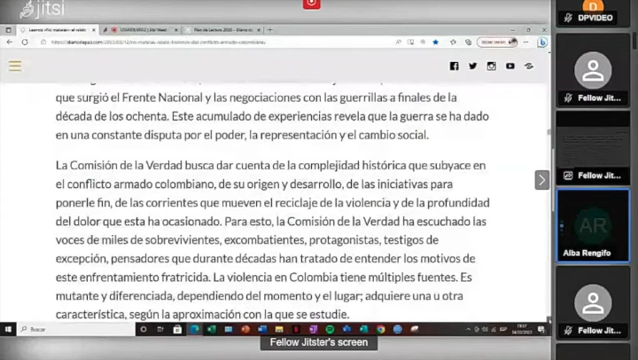 jitsi
DPVIDEO
Plan de Lectura 2023 -
Fellow Jits...
que surgió el Frente Nacional y las negociaciones con las guerrillas a finales de la
década de los ochenta. Este acumulado de experiencias revela que la guerra se ha dado
en una constante disputa por el poder, la representación y el cambio social.
La Comisión de la Verdad busca dar cuenta de la complejidad histórica que subyace en
el conflicto armado colombiano, de su origen y desarrollo, de las iniciativas para
ponerle fin, de las corrientes que mueven el reciclaje de la violencia y de la profundidad
del dolor que esta ha ocasionado. Para esto, la Comisión de la Verdad ha escuchado las
voces de miles de sobrevivientes, excombatientes, protagonistas, testigos de
excepción, pensadores que durante décadas han tratado de entender los motivos de
este enfrentamiento fratricida. La violencia en Colombia tiene múltiples fuentes. Es
mutante y diferenciada, dependiendo del momento y el lugar; adquiere una u otra
característica, según la aproximación con la que se estudie.
Fellow Jit...
AR
Alba Rengifo
Fellow Jits...
Buscar
Fellow Jitster's screen